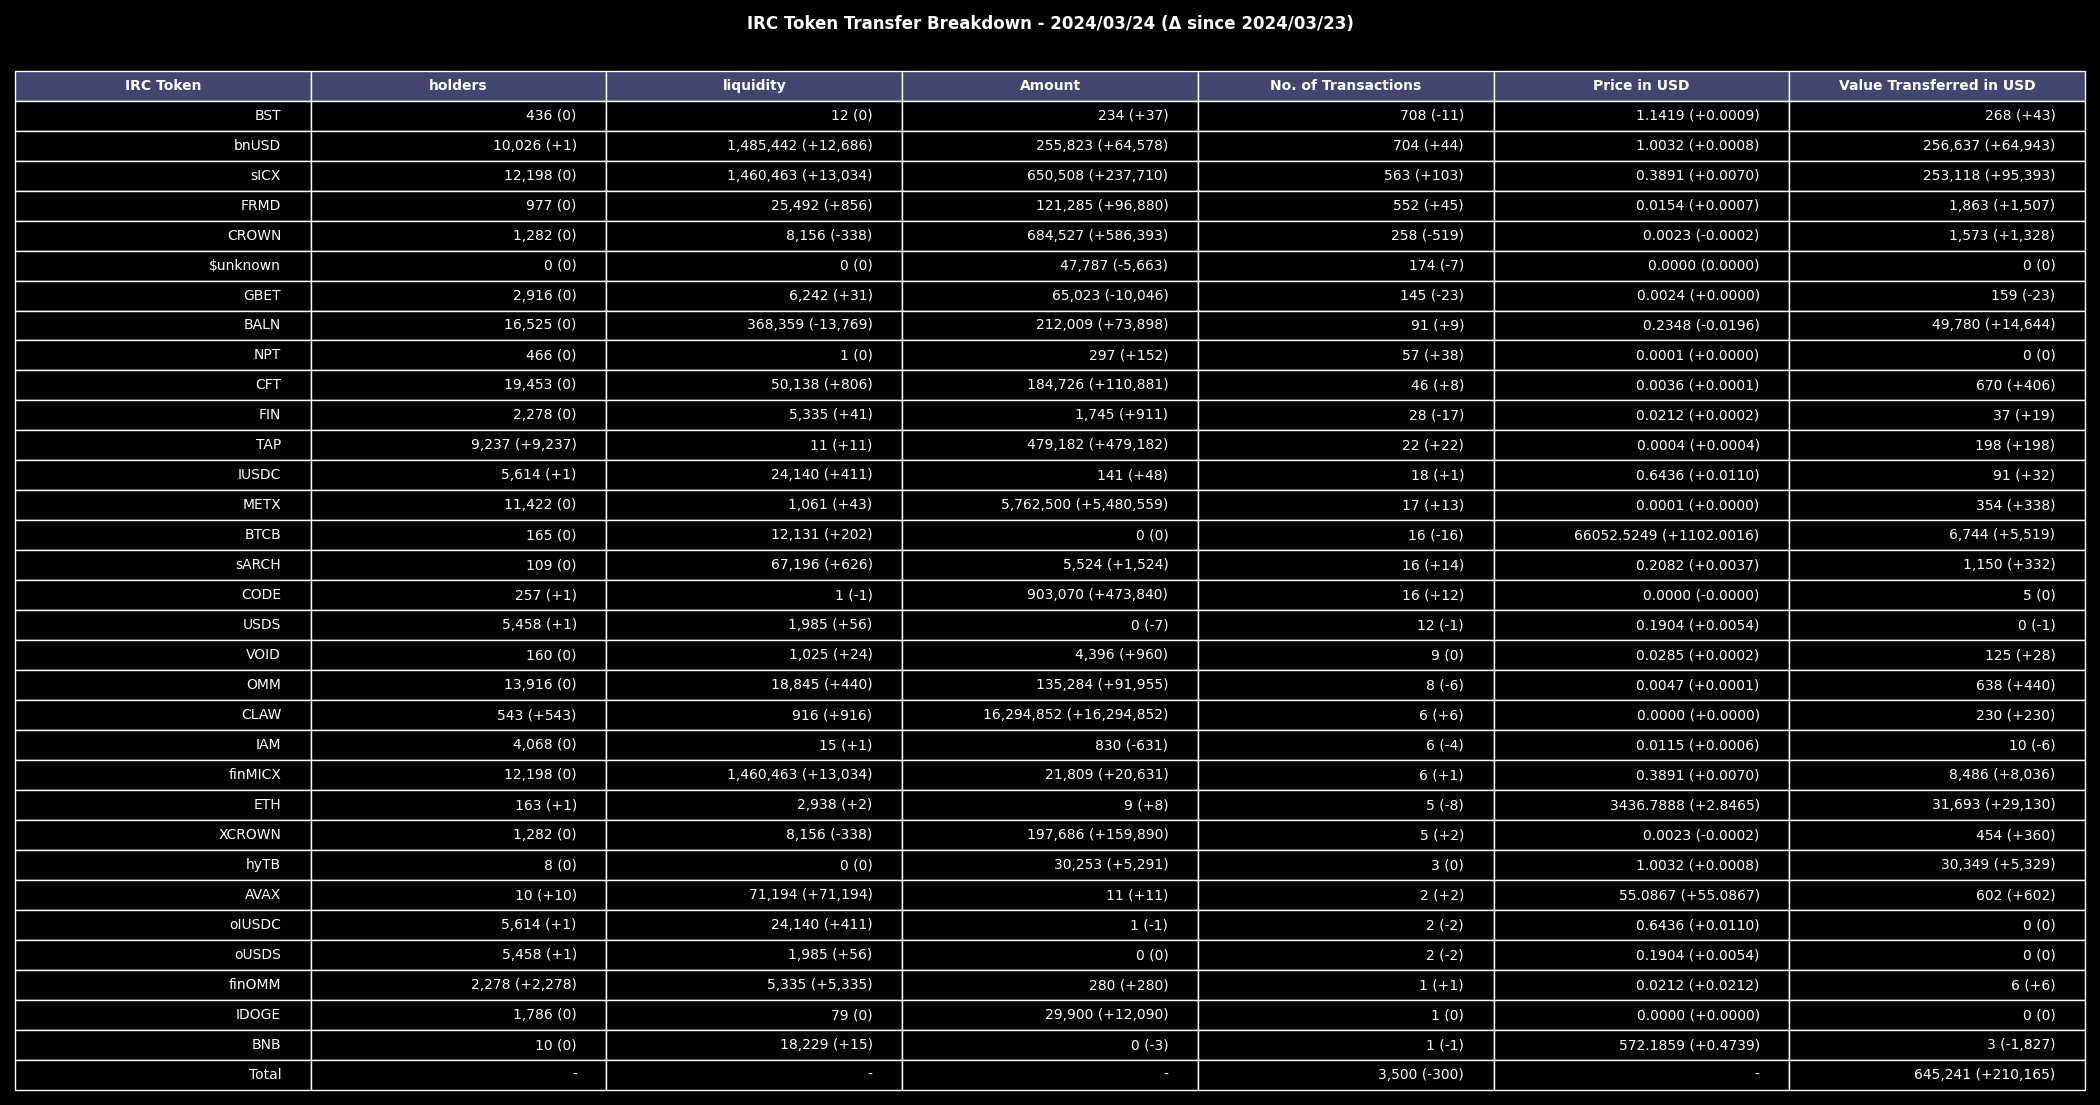 IRC Token Transfer Breakdown - 2024/03/24 (Δ since 2024/03/23)
IRC Token holders liquidity Amount No. of Transactions Price in USD Value Transferred in USD
BST 436 (0) 12 (0) 234 (+37) 708 (-11) 1.1419 (+0.0009) 268 (+43)
bnUSD 10,026 (+1) 1,485,442 (+12,686) 255,823 (+64,578) 704 (+44) 1.0032 (+0.0008) 256,637 (+64,943)
sICX 12,198 (0) 1,460,463 (+13,034) 650,508 (+237,710) 563 (+103) 0.3891 (+0.0070) 253,118 (+95,393)
FRMD 977 (0) 25,492 (+856) 121,285 (+96,880) 552 (+45) 0.0154 (+0.0007) 1,863 (+1,507)
CROWN 1,282 (0) 8,156 (-338) 684,527 (+586,393) 258 (-519) 0.0023 (-0.0002) 1,573 (+1,328)
$unknown 0 (0) 0 (0) 47,787 (-5,663) 174 (-7) 0.0000 (0.0000) 0 (0)
GBET 2,916 (0) 6,242 (+31) 65,023 (-10,046) 145 (-23) 0.0024 (+0.0000) 159 (-23)
BALN 16,525 (0) 368,359 (-13,769) 212,009 (+73,898) 91 (+9) 0.2348 (-0.0196) 49,780 (+14,644)
NPT 466 (0) 1 (0) 297 (+152) 57 (+38) 0.0001 (+0.0000) 0 (0)
CFT 19,453 (0) 50,138 (+806) 184,726 (+110,881) 46 (+8) 0.0036 (+0.0001) 670 (+406)
FIN 2,278 (0) 5,335 (+41) 1,745 (+911) 28 (-17) 0.0212 (+0.0002) 37 (+19)
TAP 9,237 (+9,237) 11 (+11) 479,182 (+479,182) 22 (+22) 0.0004 (+0.0004) 198 (+198)
IUSDC 5,614 (+1) 24,140 (+411) 141 (+48) 18 (+1) 0.6436 (+0.0110) 91 (+32)
METX 11,422 (0) 1,061 (+43) 5,762,500 (+5,480,559) 17 (+13) 0.0001 (+0.0000) 354 (+338)
BTCB 165 (0) 12,131 (+202) 0 (0) 16 (-16) 66052.5249 (+1102.0016) 6,744 (+5,519)
sARCH 109 (0) 67,196 (+626) 5,524 (+1,524) 16 (+14) 0.2082 (+0.0037) 1,150 (+332)
CODE 257 (+1) 1 (-1) 903,070 (+473,840) 16 (+12) 0.0000 (-0.0000) 5 (0)
USDS 5,458 (+1) 1,985 (+56) 0 (-7) 12 (-1) 0.1904 (+0.0054) 0 (-1)
VOID 160 (0) 1,025 (+24) 4,396 (+960) 9 (0) 0.0285 (+0.0002) 125 (+28)
OMM 13,916 (0) 18,845 (+440) 135,284 (+91,955) 8 (-6) 0.0047 (+0.0001) 638 (+440)
CLAW 543 (+543) 916 (+916) 16,294,852 (+16,294,852) 6 (+6) 0.0000 (+0.0000) 230 (+230)
IAM 4,068 (0) 15 (+1) 830 (-631) 6 (-4) 0.0115 (+0.0006) 10 (-6)
finMICX 12,198 (0) 1,460,463 (+13,034) 21,809 (+20,631) 6 (+1) 0.3891 (+0.0070) 8,486 (+8,036)
ETH 163 (+1) 2,938 (+2) 9 (+8) 5 (-8) 3436.7888 (+2.8465) 31,693 (+29,130)
XCROWN 1,282 (0) 8,156 (-338) 197,686 (+159,890) 5 (+2) 0.0023 (-0.0002) 454 (+360)
hyTB 8 (0) 0 (0) 30,253 (+5,291) 3 (0) 1.0032 (+0.0008) 30,349 (+5,329)
AVAX 10 (+10) 71,194 (+71,194) 11 (+11) 2 (+2) 55.0867 (+55.0867) 602 (+602)
oIUSDC 5,614 (+1) 24,140 (+411) 1 (-1) 2 (-2) 0.6436 (+0.0110) 0 (0)
oUSDS 5,458 (+1) 1,985 (+56) 0 (0) 2 (-2) 0.1904 (+0.0054) 0 (0)
finOMM 2,278 (+2,278) 5,335 (+5,335) 280 (+280) 1 (+1) 0.0212 (+0.0212) 6 (+6)
IDOGE 1,786 (0) 79 (0) 29,900 (+12,090) 1 (0) 0.0000 (+0.0000) 0 (0)
BNB 10 (0) 18,229 (+15) 0 (-3) 1 (-1) 572.1859 (+0.4739) 3 (-1,827)
Total - - - 3,500 (-300) - 645,241 (+210,165)